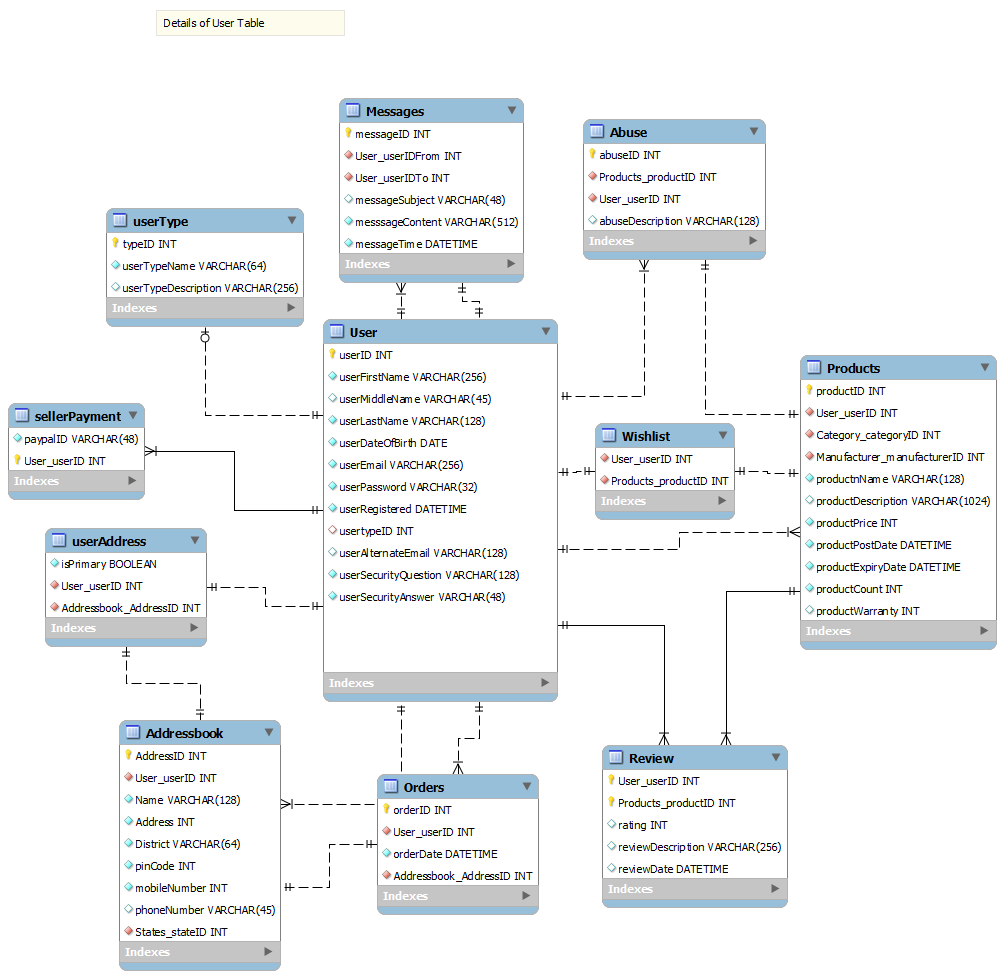 Details of User Table
Messages
messageID INT
User_userIDFrom INT
User_userIDTo INT
messageSubject VARCHAR(48)
messsageContent VARCHAR(512)
messageTime DATETIME
Indexes
Abuse
abuseID INT
Products_productID INT
User_userID INT
abuseDescription VARCHAR(128)
Indexes
userType
typeID INT
userTypeName VARCHAR(64)
userTypeDescription VARCHAR(256)
Indexes
User
userID INT
userFirstName VARCHAR(256)
userMiddleName VARCHAR(45)
userLastName VARCHAR(128)
userDateOfBirth DATE
userEmail VARCHAR(256)
userPassword VARCHAR(32)
userRegistered DATETIME
usertypeID INT
userAlternateEmail VARCHAR(128)
userSecurityQuestion VARCHAR(128)
userSecurityAnswer VARCHAR(48)
Indexes
Products
productID INT
User_userID INT
Category_categoryID INT
Manufacturer_manufacturerID INT
productnName VARCHAR(128)
productDescription VARCHAR(1024)
productPrice INT
productPostDate DATETIME
productExpiryDate DATETIME
productCount INT
productWarranty INT
Indexes
sellerPayment
paypalID VARCHAR(48)
User_userID INT
Indexes
Wishlist
User_userID INT
Products_productID INT
Indexes
userAddress
isPrimary BOOLEAN
User_userID INT
Addressbook_AddressID INT
Indexes
Addressbook
AddressID INT
User_userID INT
Name VARCHAR(128)
Address INT
District VARCHAR(64)
pinCode INT
mobileNumber INT
phoneNumber VARCHAR(45)
States_stateID INT
Indexes
Orders
orderID INT
User_userID INT
orderDate DATETIME
Addressbook_AddressID INT
Indexes
Review
User_userID INT
Products_productID INT
rating INT
reviewDescription VARCHAR(256)
reviewDate DATETIME
Indexes